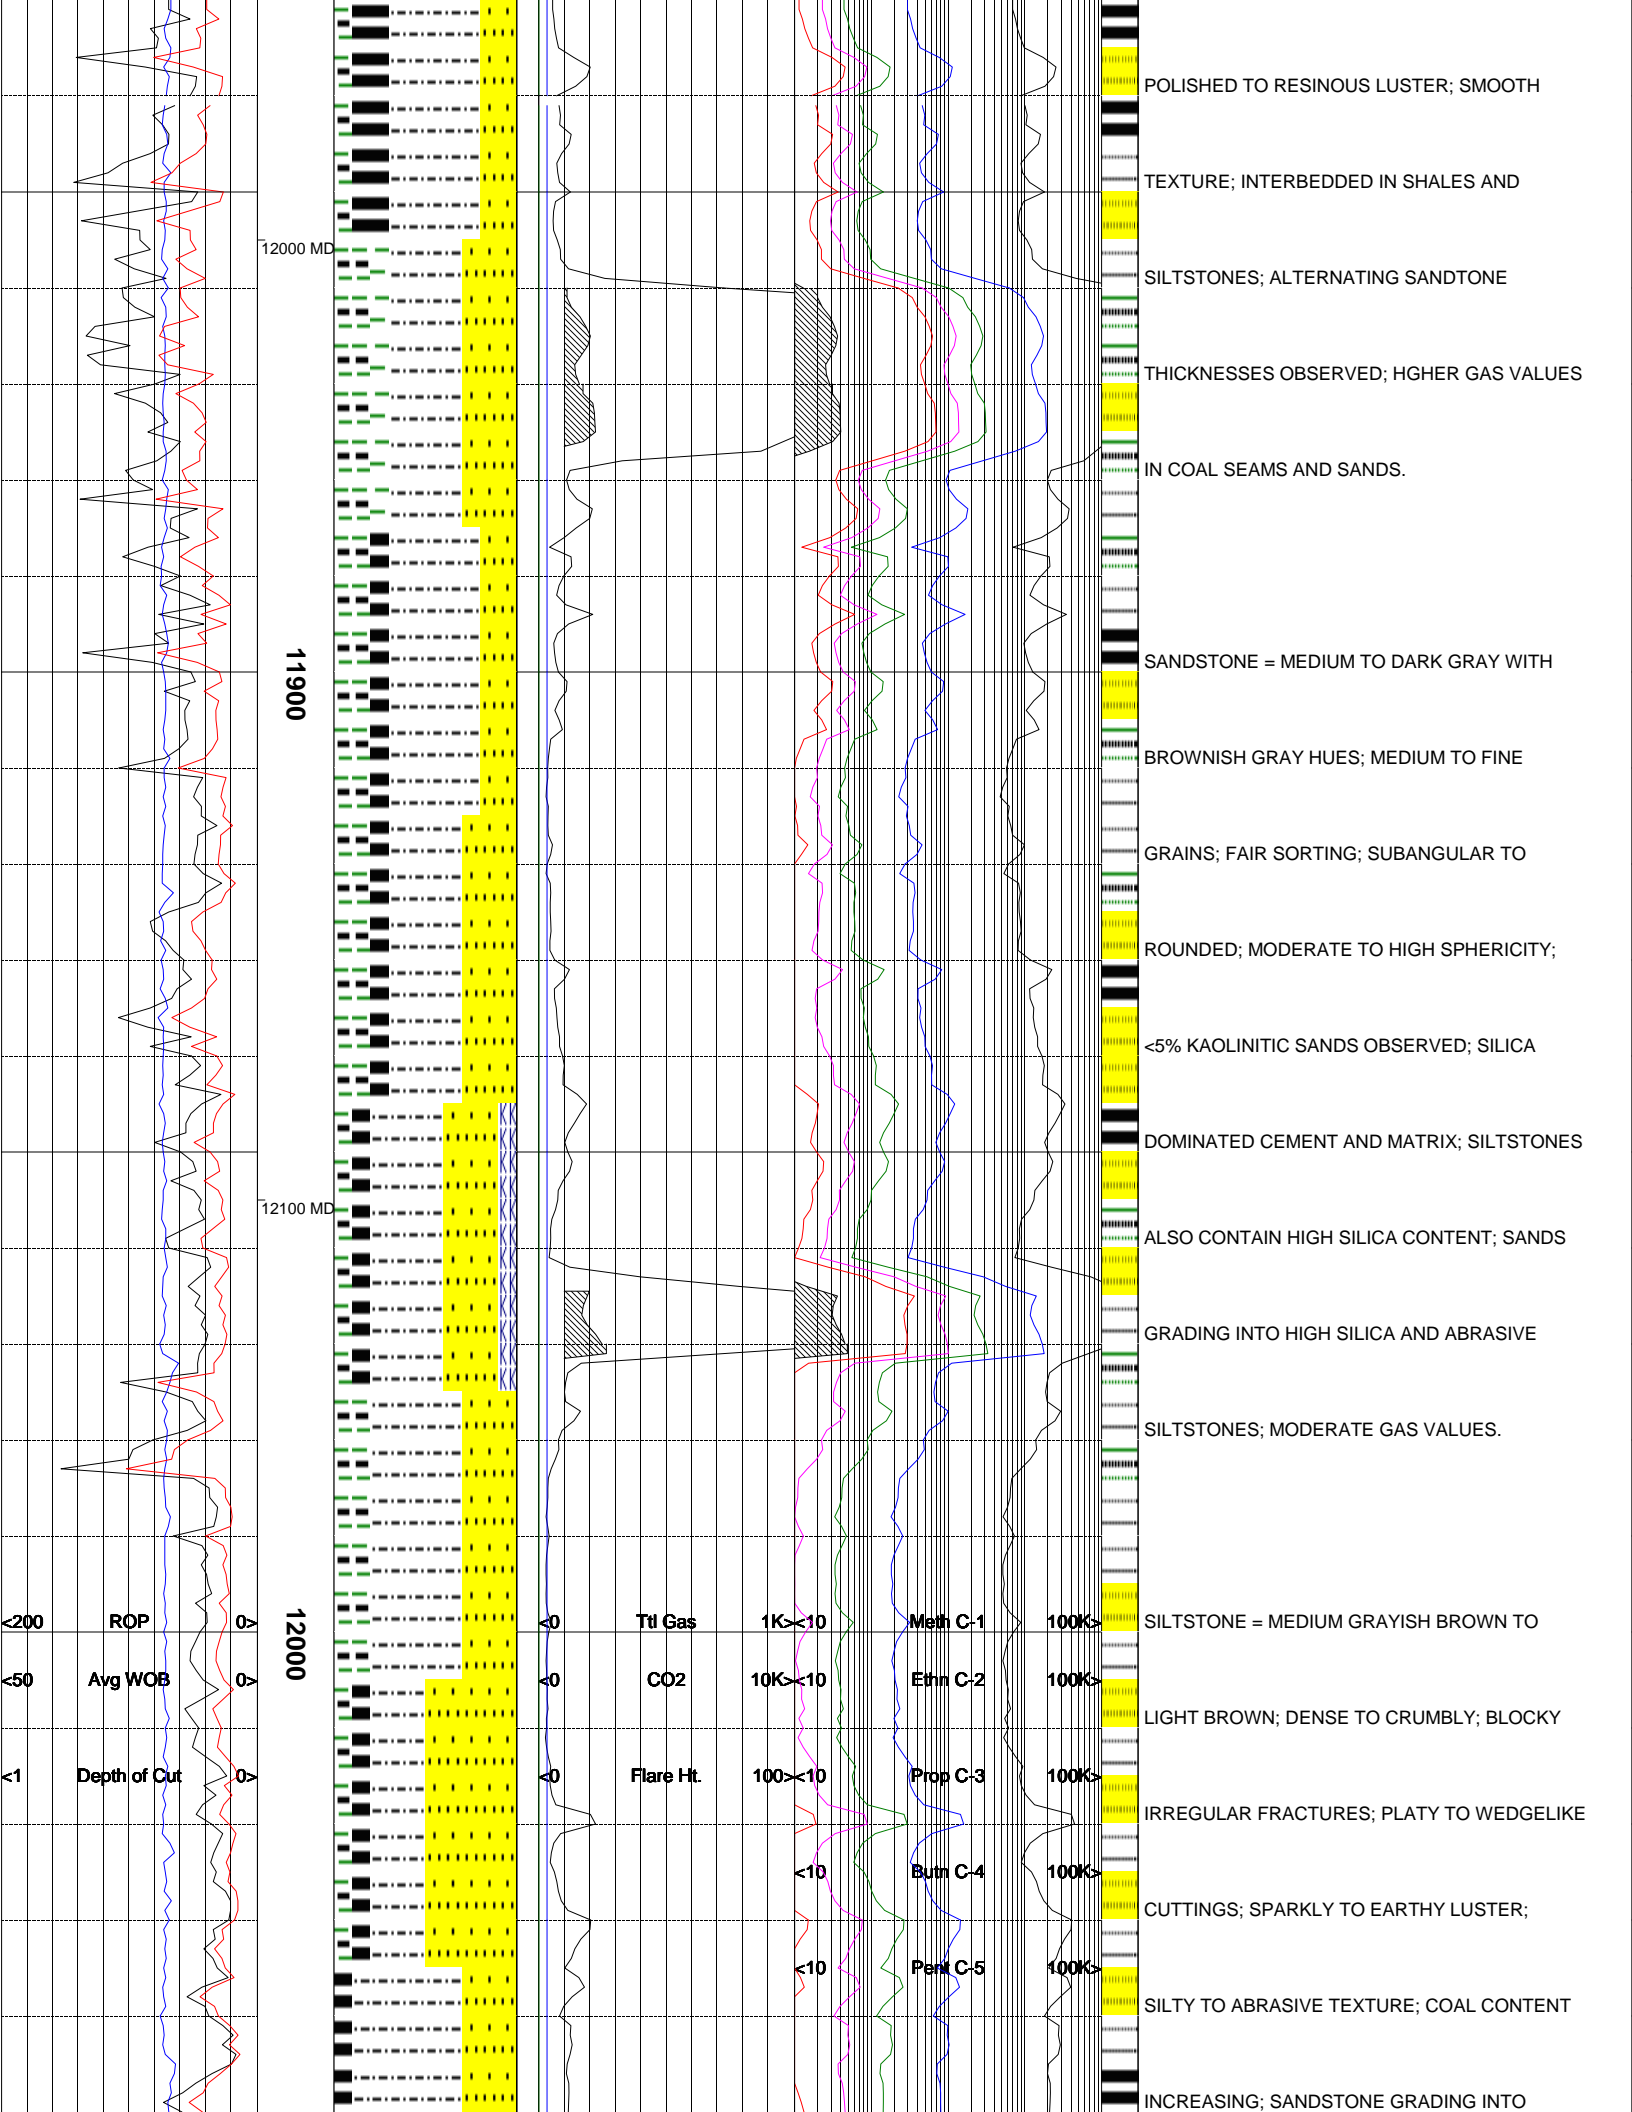 POLISHED TO RESINOUS LUSTER; SMOOTH
TEXTURE; INTERBEDDED IN SHALES AND
12000 MD
SILTSTONES; ALTERNATING SANDTONE
THICKNESSES OBSERVED; HGHER GAS VALUES
IN COAL SEAMS AND SANDS.
11900
SANDSTONE = MEDIUM TO DARK GRAY WITH
BROWNISH GRAY HUES; MEDIUM TO FINE
GRAINS; FAIR SORTING; SUBANGULAR TO
ROUNDED; MODERATE TO HIGH SPHERICITY;
<5% KAOLINITIC SANDS OBSERVED; SILICA
DOMINATED CEMENT AND MATRIX; SILTSTONES
12100 MD
ALSO CONTAIN HIGH SILICA CONTENT; SANDS
GRADING INTO HIGH SILICA AND ABRASIVE
SILTSTONES; MODERATE GAS VALUES.
12000
<200 ROP 0> <0 Ttl Gas 1K> <10 Meth C-1 100K> SILTSTONE = MEDIUM GRAYISH BROWN TO
<50 Avg WOB 0> <0 CO2 10K> <10 Ethn C-2 100K>
LIGHT BROWN; DENSE TO CRUMBLY; BLOCKY
<1 Depth of Cut 0> <0 Flare Ht. 100> <10 Prop C-3 100K>
IRREGULAR FRACTURES; PLATY TO WEDGELIKE
<10 Butn C-4 100K>
CUTTINGS; SPARKLY TO EARTHY LUSTER;
<10 Pent C-5 100K>
SILTY TO ABRASIVE TEXTURE; COAL CONTENT
INCREASING; SANDSTONE GRADING INTO